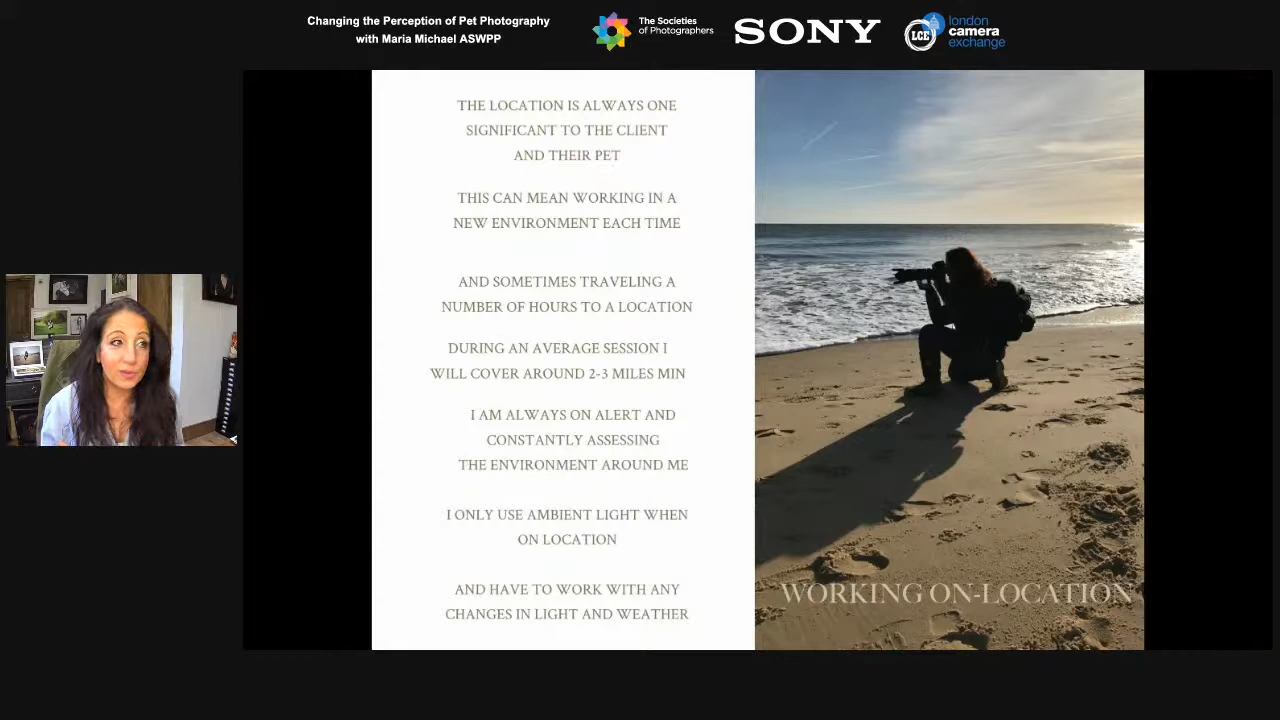 Changing the Perception of Pet Photography
with Maria Michael ASWPP
The Societies
of Photographers
SONY
LCE
london
camera
exchange
THE LOCATION IS ALWAYS ONE
SIGNIFICANT TO THE CLIENT
AND THEIR PET
THIS CAN MEAN WORKING IN A
NEW ENVIRONMENT EACH TIME
AND SOMETIMES TRAVELING A
NUMBER OF HOURS TO A LOCATION
DURING AN AVERAGE SESSION I
WILL COVER AROUND 2-3 MILES MIN
I AM ALWAYS ON ALERT AND
CONSTANTLY ASSESSING
THE ENVIRONMENT AROUND ME
I ONLY USE AMBIENT LIGHT WHEN
ON LOCATION
AND HAVE TO WORK WITH ANY
CHANGES IN LIGHT AND WEATHER
WORKING ON-LOCATION